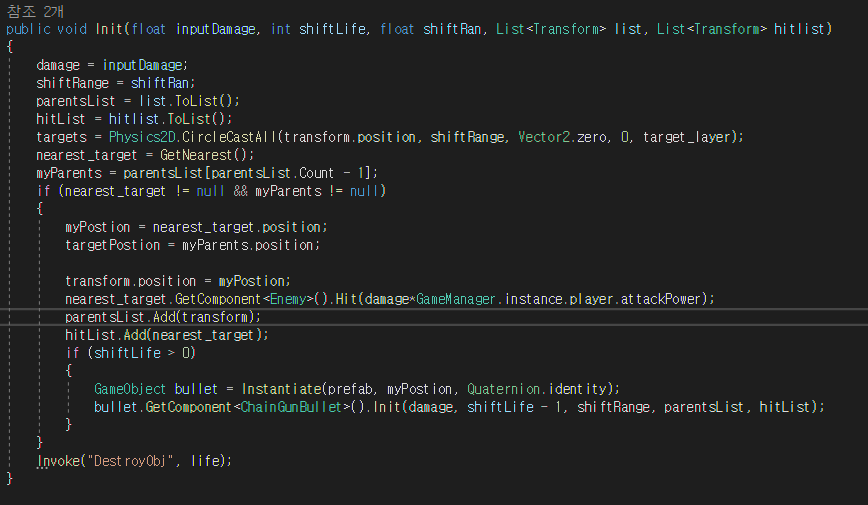 참조 2개
public void Init(float inputDamage, int shiftLife, float shiftRan, List<Transform> list, List<Transform> hitlist)
{
    damage = inputDamage;
    shiftRange = shiftRan;
    parentsList = list.ToList();
    hitList = hitlist.ToList();
    targets = Physics2D.CircleCastAll(transform.position, shiftRange, Vector2.zero, 0, target_layer);
    nearest_target = GetNearest();
    myParents = parentsList[parentsList.Count - 1];
    if (nearest_target != null && myParents != null)
    {
        myPostion = nearest_target.position;
        targetPostion = myParents.position;

        transform.position = myPostion;
        nearest_target.GetComponent<Enemy>().Hit(damage*GameManager.instance.player.attackPower);
        parentsList.Add(transform);
        hitList.Add(nearest_target);
        if (shiftLife > 0)
        {
            GameObject bullet = Instantiate(prefab, myPostion, Quaternion.identity);
            bullet.GetComponent<ChainGunBullet>().Init(damage, shiftLife - 1, shiftRange, parentsList, hitList);
        }
    }
    Invoke("DestroyObj", life);
}